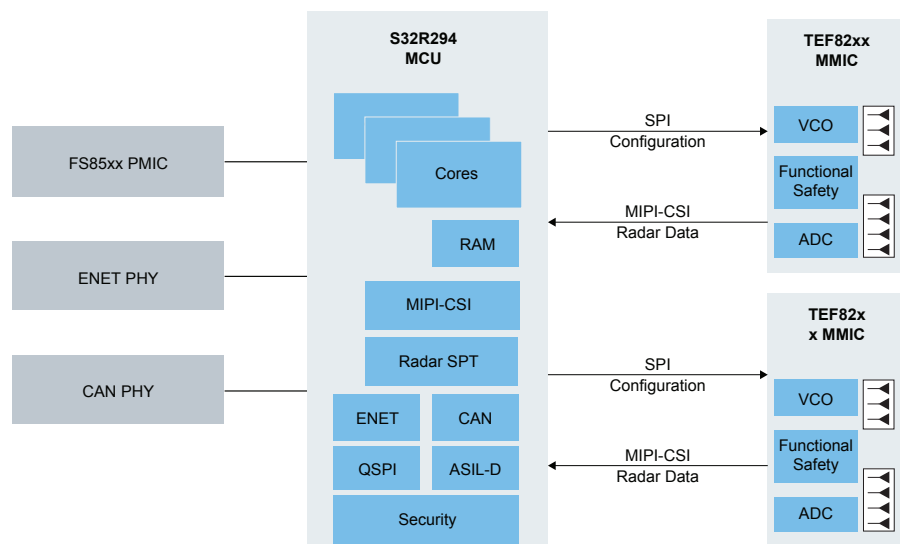 S32R294
MCU
TEF82xx
MMIC
FS85xx PMIC
ENET PHY
CAN PHY
Cores
RAM
MIPI-CSI
Radar SPT
ENET
CAN
QSPI
ASIL-D
Security
SPI
Configuration
MIPI-CSI
Radar Data
VCO
Functional
Safety
ADC
TEF82x
x MMIC
SPI
Configuration
MIPI-CSI
Radar Data
VCO
Functional
Safety
ADC